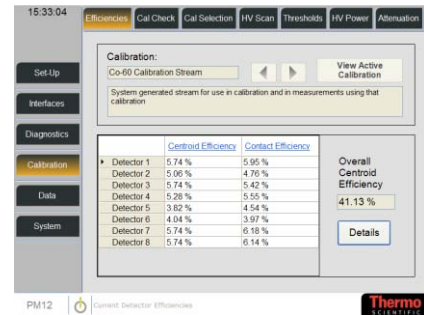 15:33:04
Efficiencies Cal Check Cal Selection HV Scan Thresholds HV Power Attenuation
Set-Up
Interfaces
Diagnostics
Calibration
Data
System
Calibration:
Co-60 Calibration Stream
View Active
Calibration
System generated stream for use in calibration and in measurements using that
calibration
Centroid Efficiency Contact Efficiency
Detector 1 5.74 % 5.95 %
Detector 2 5.06 % 4.76 %
Detector 3 5.74 % 5.42 %
Detector 4 5.28 % 5.55 %
Detector 5 3.82 % 4.54 %
Detector 6 4.04 % 3.97 %
Detector 7 5.74 % 6.18 %
Detector 8 5.74 % 6.14 %
Overall
Centroid
Efficiency
41.13 %
Details
PM12
Current Detector Efficiencies
Thermo
SCIENTIFIC